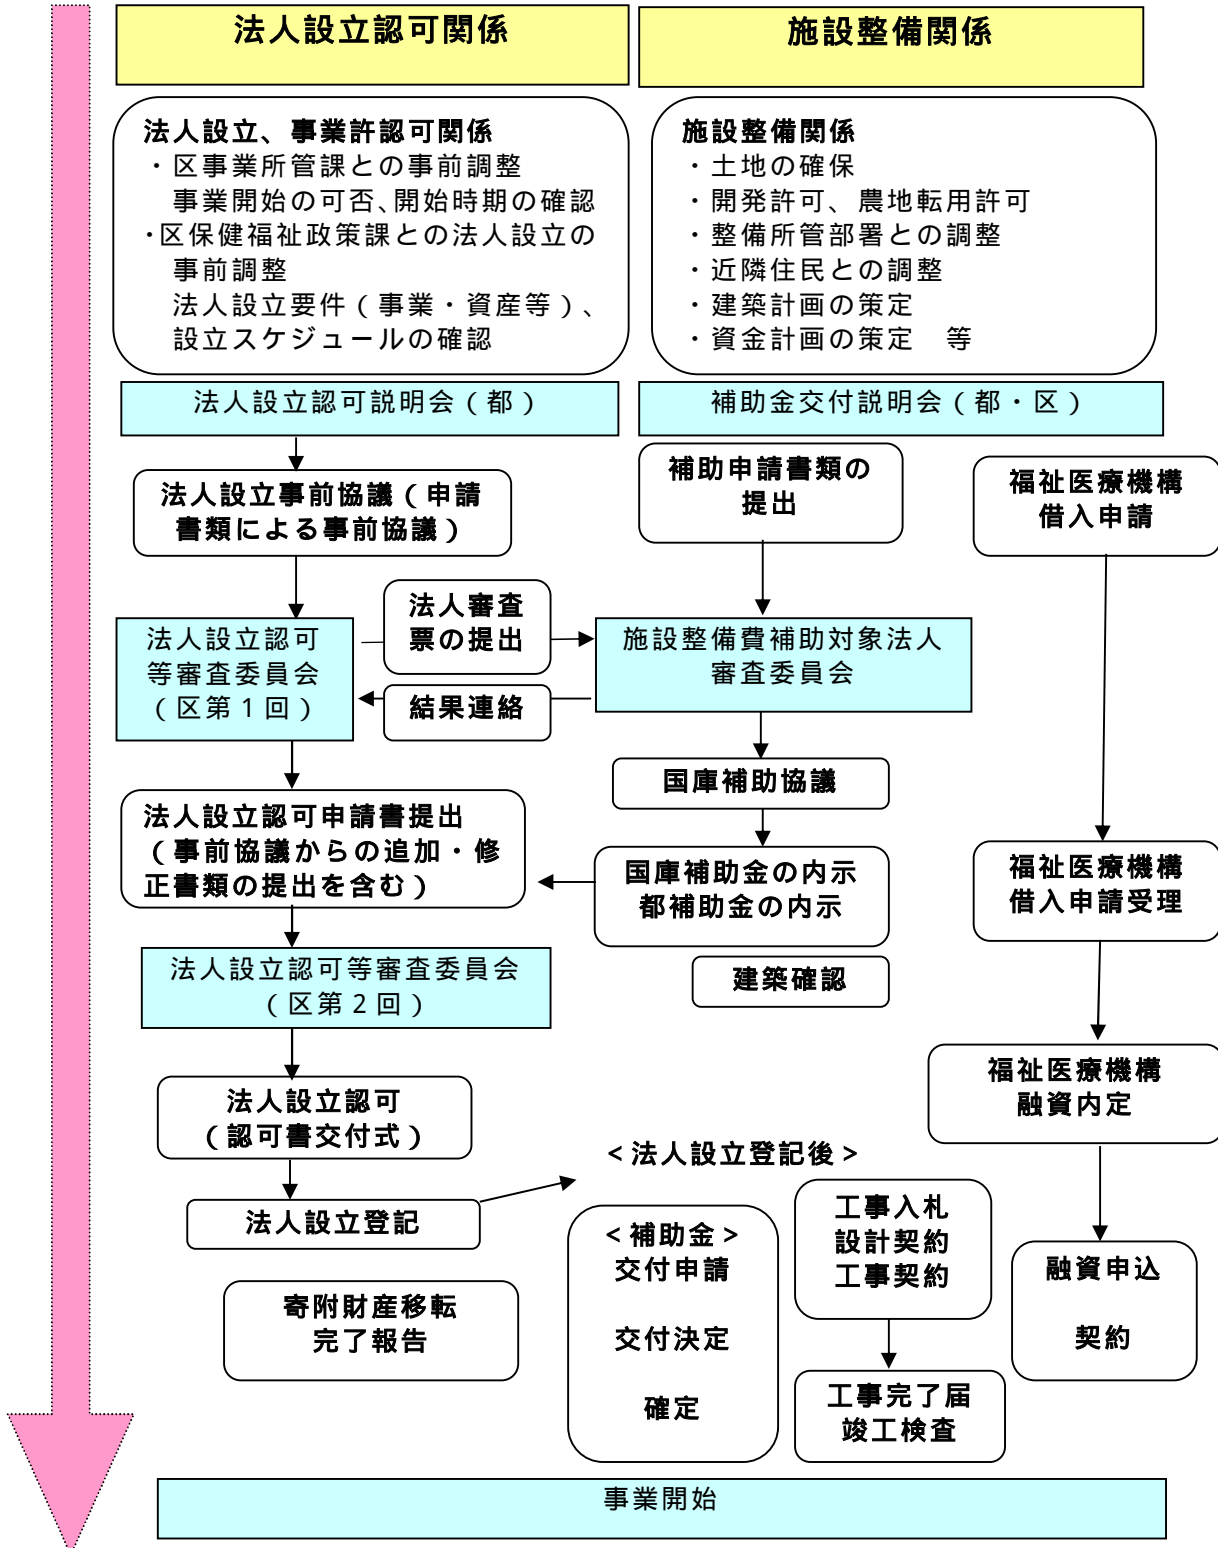 法人設立認可関係
施設整備関係
法人設立、事業許認可関係
・区事業所管課との事前調整
事業開始の可否、開始時期の確認
・区保健福祉政策課との法人設立の
事前調整
法人設立要件（事業・資産等）、
設立スケジュールの確認
施設整備関係
・土地の確保
・開発許可、農地転用許可
・整備所管部署との調整
・近隣住民との調整
・建築計画の策定
・資金計画の策定　等
法人設立認可説明会（都）
補助金交付説明会（都・区）
法人設立事前協議（申請
書類による事前協議）
補助申請書類の
提出
福祉医療機構
借入申請
法人設立認可
等審査委員会
（区第1回）
法人審査
票の提出
結果連絡
施設整備費補助対象法人
審査委員会
国庫補助協議
法人設立認可申請書提出
（事前協議からの追加・修
正書類の提出を含む）
国庫補助金の内示
都補助金の内示
福祉医療機構
借入申請受理
法人設立認可等審査委員会
（区第2回）
建築確認
福祉医療機構
融資内定
法人設立認可
（認可書交付式）
＜法人設立登記後＞
法人設立登記
＜補助金＞
交付申請
交付決定
確定
工事入札
設計契約
工事契約
融資申込
契約
寄附財産移転
完了報告
工事完了届
竣工検査
事業開始